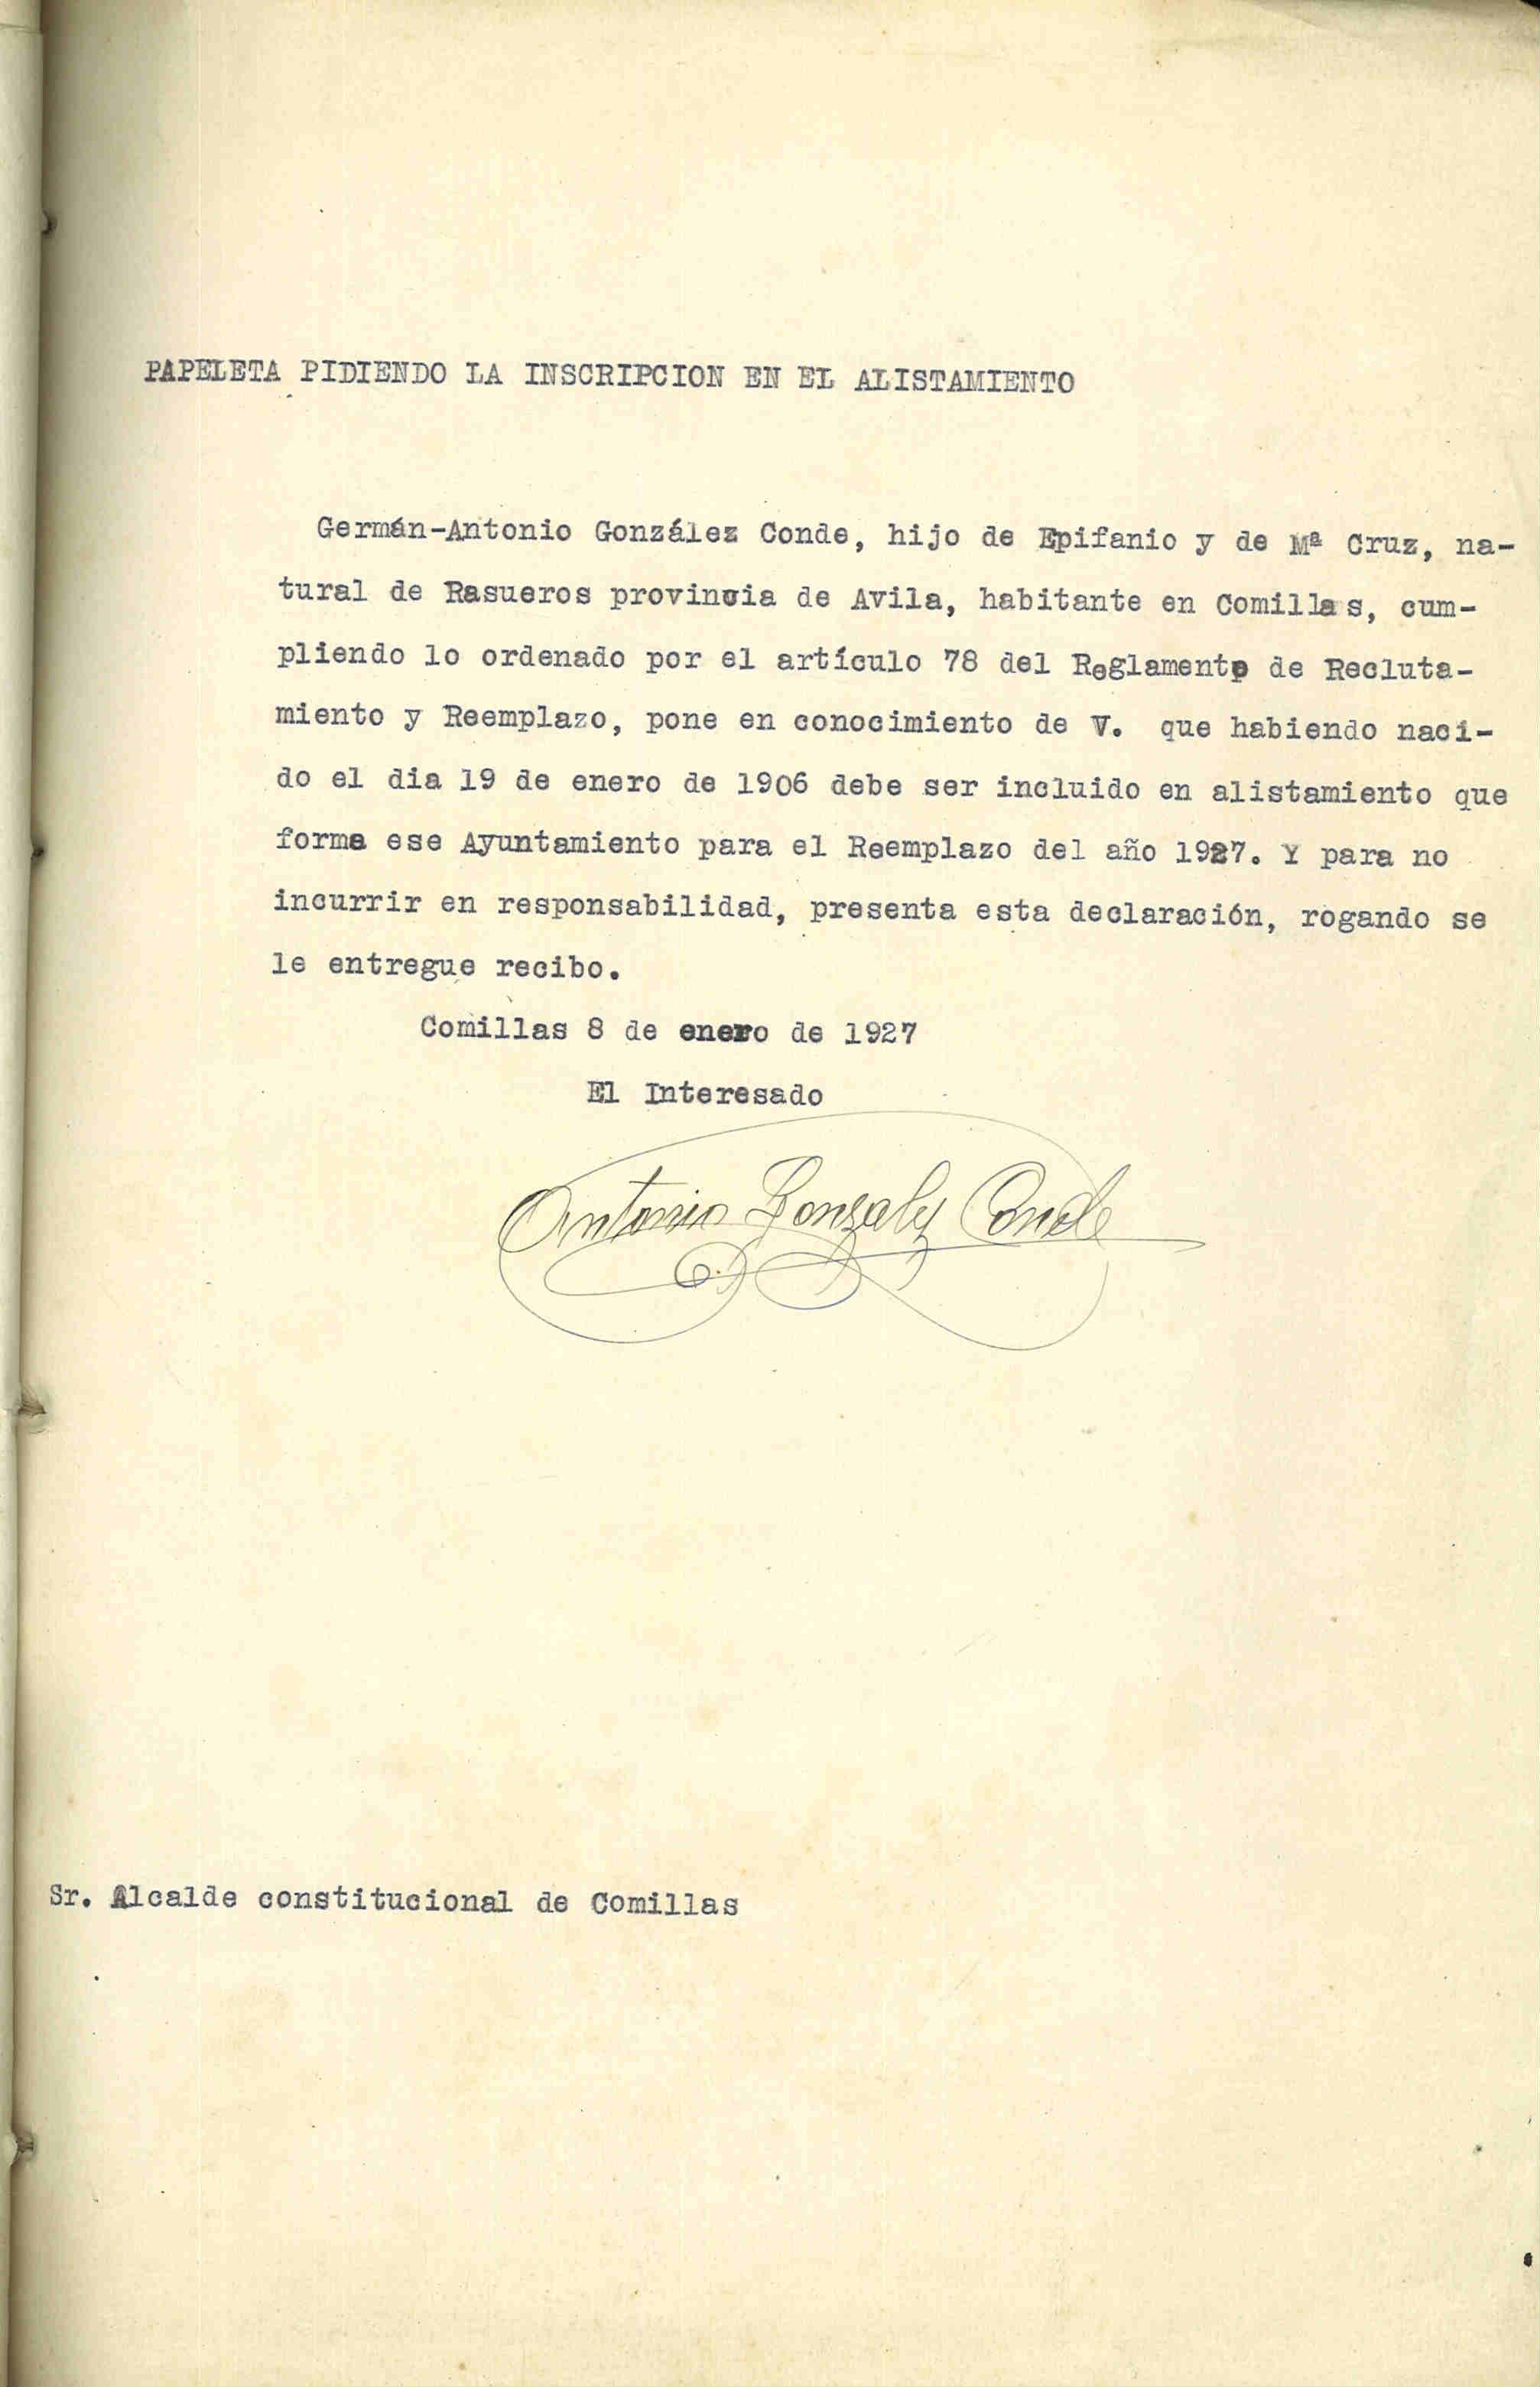 PAPELETA PIDIENDO LA INSCRIPCION EN EL ALISTAMIENTO
Germán-Antonio González Conde, hijo de Epifanio y de Mª Cruz, na-
tural de Rasueros provincia de Avila, habitante en Comillas, cum-
pliendo lo ordenado por el artículo 78 del Reglamento de Recluta-
miento y Reemplazo, pone en conocimiento de V. que habiendo naci-
do el dia 19 de enero de 1906 debe ser incluido en alistamiento que
forma ese Ayuntamiento para el Reemplazo del año 1927. Y para no
incurrir en responsabilidad, presenta esta declaración, rogando se
le entregue recibo.
Comillas 8 de enero de 1927
El Interesado
Antonio Gonzalez Conde
Sr. Alcalde constitucional de Comillas